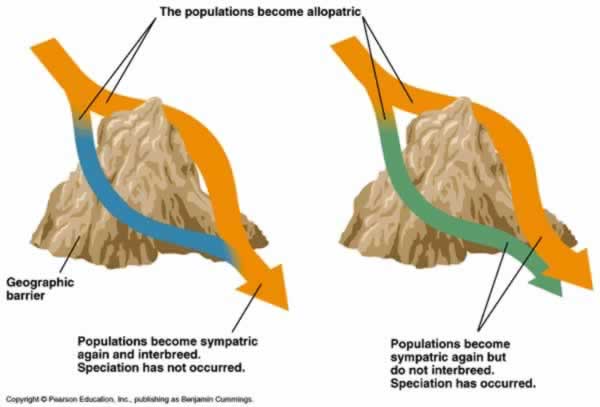 The populations become allopatric
Geographic
barrier
Populations become sympatric
again and interbreed.
Speciation has not occurred.
Populations become
sympatric again but
do not interbreed.
Speciation has occurred.
Copyright © Pearson Education, Inc., publishing as Benjamin Cummings.